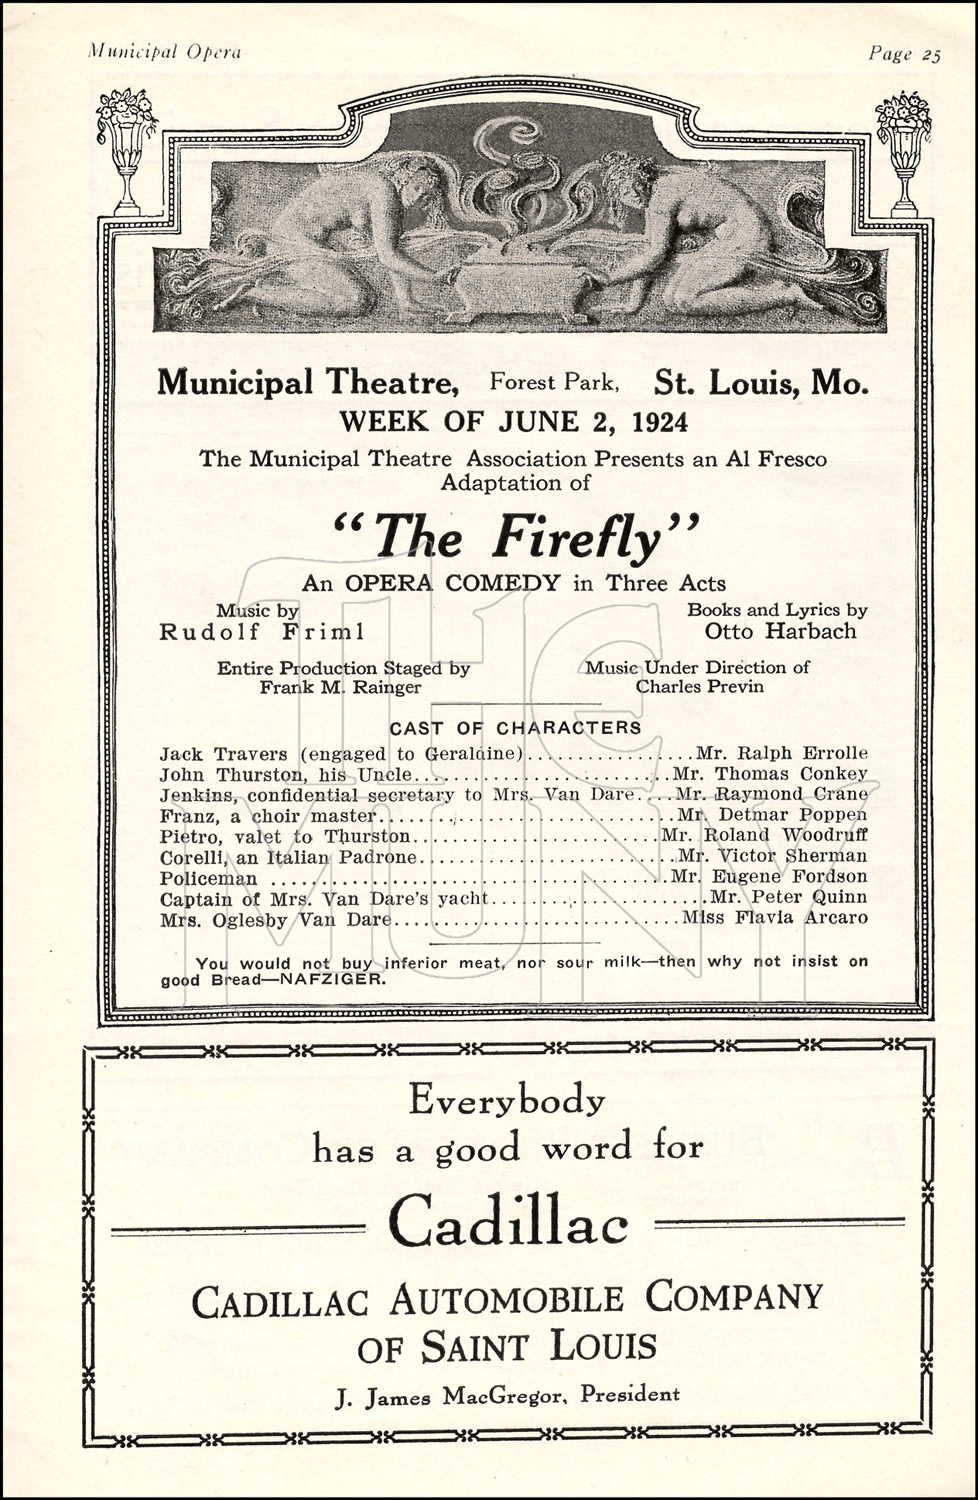 Municipal Opera
Page 25
Municipal Theatre, Forest Park, St. Louis, Mo.
WEEK OF JUNE 2, 1924
The Municipal Theatre Association Presents an Al Fresco
Adaptation of
“The Firefly”
An OPERA COMEDY in Three Acts
Music by
Rudolf Friml
Books and Lyrics by
Otto Harbach
Entire Production Staged by
Frank M. Rainger
Music Under Direction of
Charles Previn
CAST OF CHARACTERS
Jack Travers (engaged to Geraldine)................Mr. Ralph Errolle
John Thurston, his Uncle.........................Mr. Thomas Conkey
Jenkins, confidential secretary to Mrs. Van Dare....Mr. Raymond Crane
Franz, a choir master............................Mr. Detmar Poppen
Pietro, valet to Thurston........................Mr. Roland Woodruff
Corelli, an Italian Padrone.........................Mr. Victor Sherman
Policeman ......................................Mr. Eugene Fordson
Captain of Mrs. Van Dare's yacht.....................Mr. Peter Quinn
Mrs. Oglesby Van Dare...........................Miss Flavia Arcaro
You would not buy inferior meat, nor sour milk—then why not insist on
good Bread—NAFZIGER.
THE
MUNY
Everybody
has a good word for
Cadillac
CADILLAC AUTOMOBILE COMPANY
OF SAINT LOUIS
J. James MacGregor, President